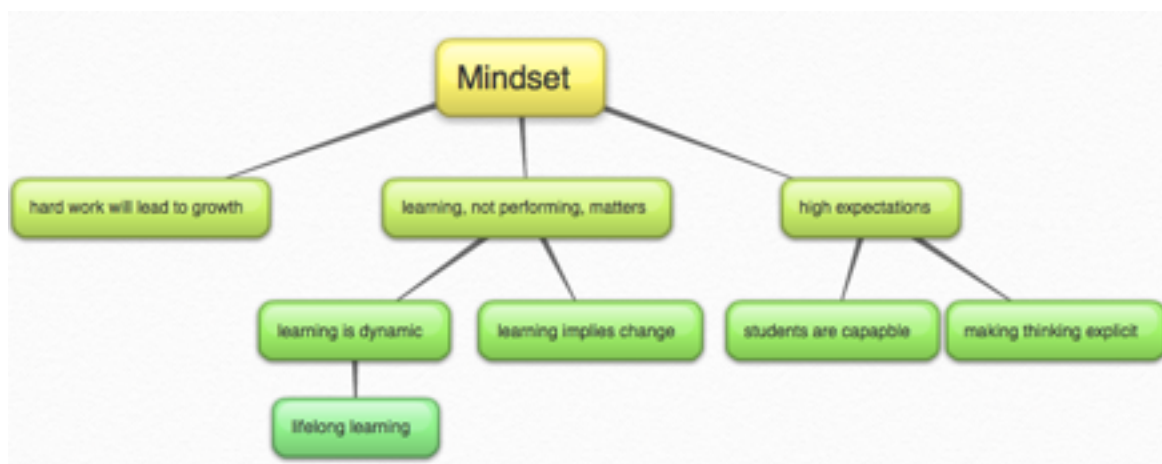 Mindset
hard work will lead to growth
learning, not performing, matters
high expectations
learning is dynamic
learning implies change
students are capapble
making thinking explicit
lifelong learning